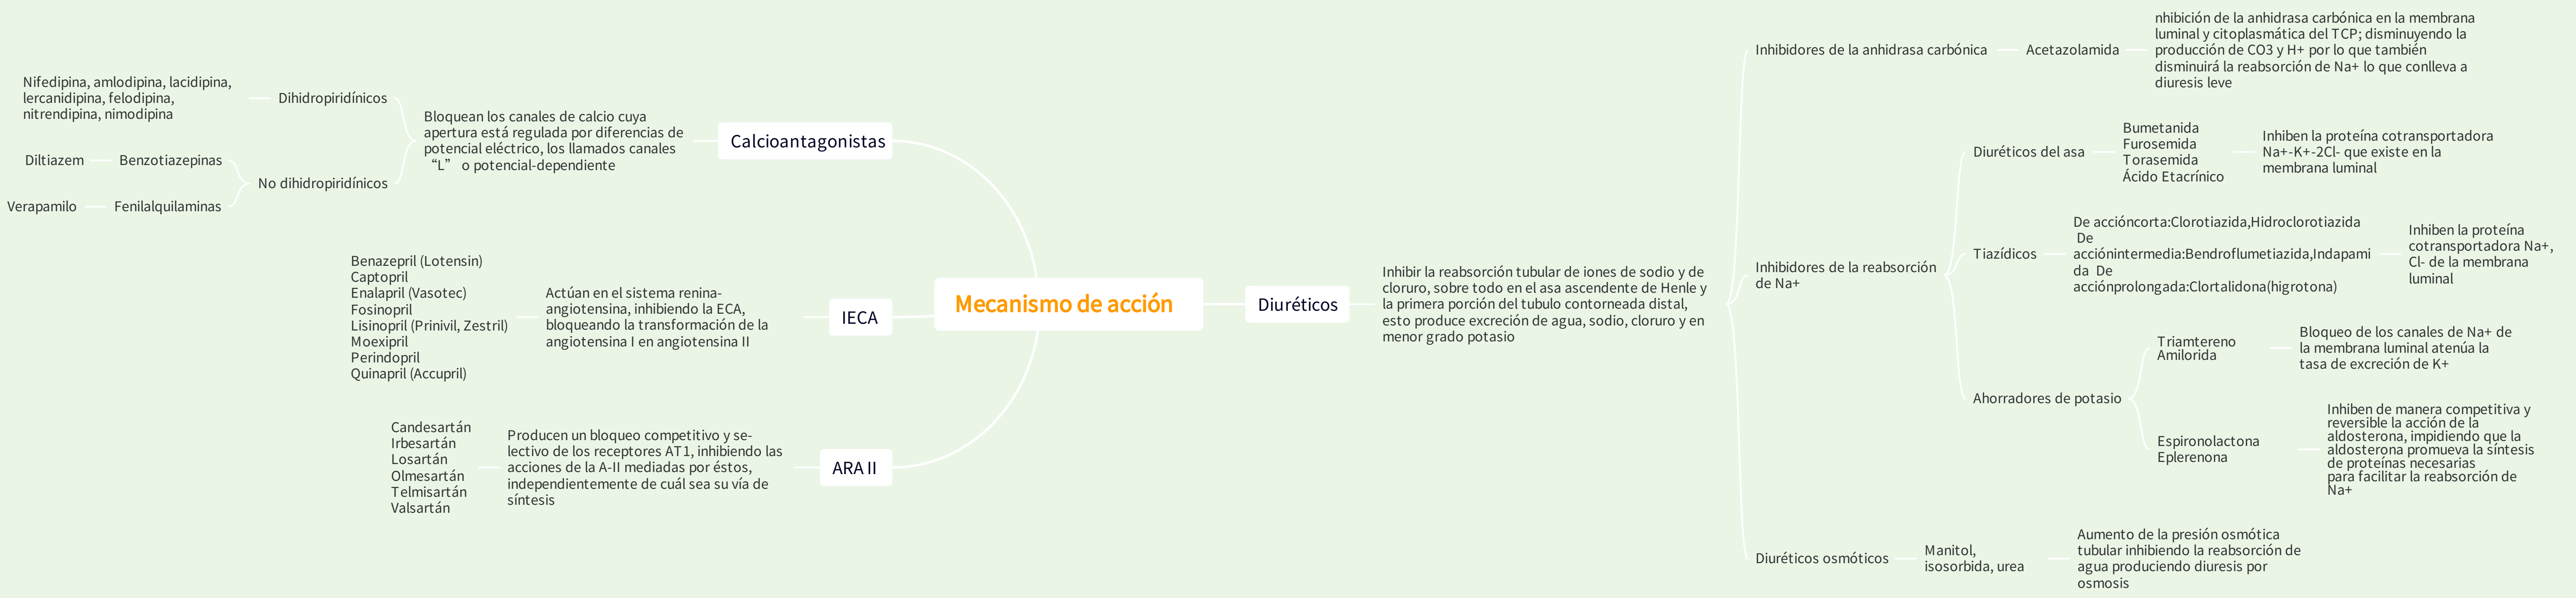 Mecanismo de acción
Calcioantagonistas
Bloquean los canales de calcio cuya
apertura está regulada por diferencias de
potencial eléctrico, los llamados canales
“L” o potencial-dependiente
Dihidropiridínicos
Nifedipina, amlodipina, lacidipina,
lercanidipina, felodipina,
nitrendipina, nimodipina
No dihidropiridínicos
Benzotiazepinas
Diltiazem
Fenilalquilaminas
Verapamilo
IECA
Actúan en el sistema renina-
angiotensina, inhibiendo la ECA,
bloqueando la transformación de la
angiotensina I en angiotensina II
Benazepril (Lotensin)
Captopril
Enalapril (Vasotec)
Fosinopril
Lisinopril (Prinivil, Zestril)
Moexipril
Perindopril
Quinapril (Accupril)
ARA II
Producen un bloqueo competitivo y se-
lectivo de los receptores AT1, inhibiendo las
acciones de la A-II mediadas por éstos,
independientemente de cuál sea su vía de
síntesis
Candesartán
Irbesartán
Losartán
Olmesartán
Telmisartán
Valsartán
Diuréticos
Inhibir la reabsorción tubular de iones de sodio y de
cloruro, sobre todo en el asa ascendente de Henle y
la primera porción del tubulo contorneada distal,
esto produce excreción de agua, sodio, cloruro y en
menor grado potasio
Inhibidores de la anhidrasa carbónica
Acetazolamida
nhibición de la anhidrasa carbónica en la membrana
luminal y citoplasmática del TCP; disminuyendo la
producción de CO3 y H+ por lo que también
disminuirá la reabsorción de Na+ lo que conlleva a
diuresis leve
Inhibidores de la reabsorción
de Na+
Diuréticos del asa
Bumetanida
Furosemida
Torasemida
Ácido Etacrínico
Inhiben la proteína cotransportadora
Na+-K+-2Cl- que existe en la
membrana luminal
Tiazídicos
De accióncorta:Clorotiazida,Hidroclorotiazida
De
acciónintermedia:Bendroflumetiazida,Indapami
da De
acciónprolongada:Clortalidona(higrotona)
Inhiben la proteína
cotransportadora Na+,
Cl- de la membrana
luminal
Ahorradores de potasio
Triamtereno
Amilorida
Bloqueo de los canales de Na+ de
la membrana luminal atenúa la
tasa de excreción de K+
Espironolactona
Eplerenona
Inhiben de manera competitiva y
reversible la acción de la
aldosterona, impidiendo que la
aldosterona promueva la síntesis
de proteínas necesarias
para facilitar la reabsorción de
Na+
Diuréticos osmóticos
Manitol,
isosorbida, urea
Aumento de la presión osmótica
tubular inhibiendo la reabsorción de
agua produciendo diuresis por
osmosis